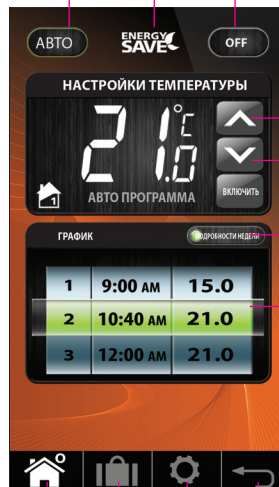 АВТО
ENERGY
SAVE
OFF
НАСТРОЙКИ ТЕМПЕРАТУРЫ
21.0°C
1
АВТО ПРОГРАММА
ВКЛЮЧИТЬ
ГРАФИК
ПОДРОБНОСТИ НЕДЕЛИ
1 9:00 AM 15.0
2 10:40 AM 21.0
3 12:00 AM 21.0